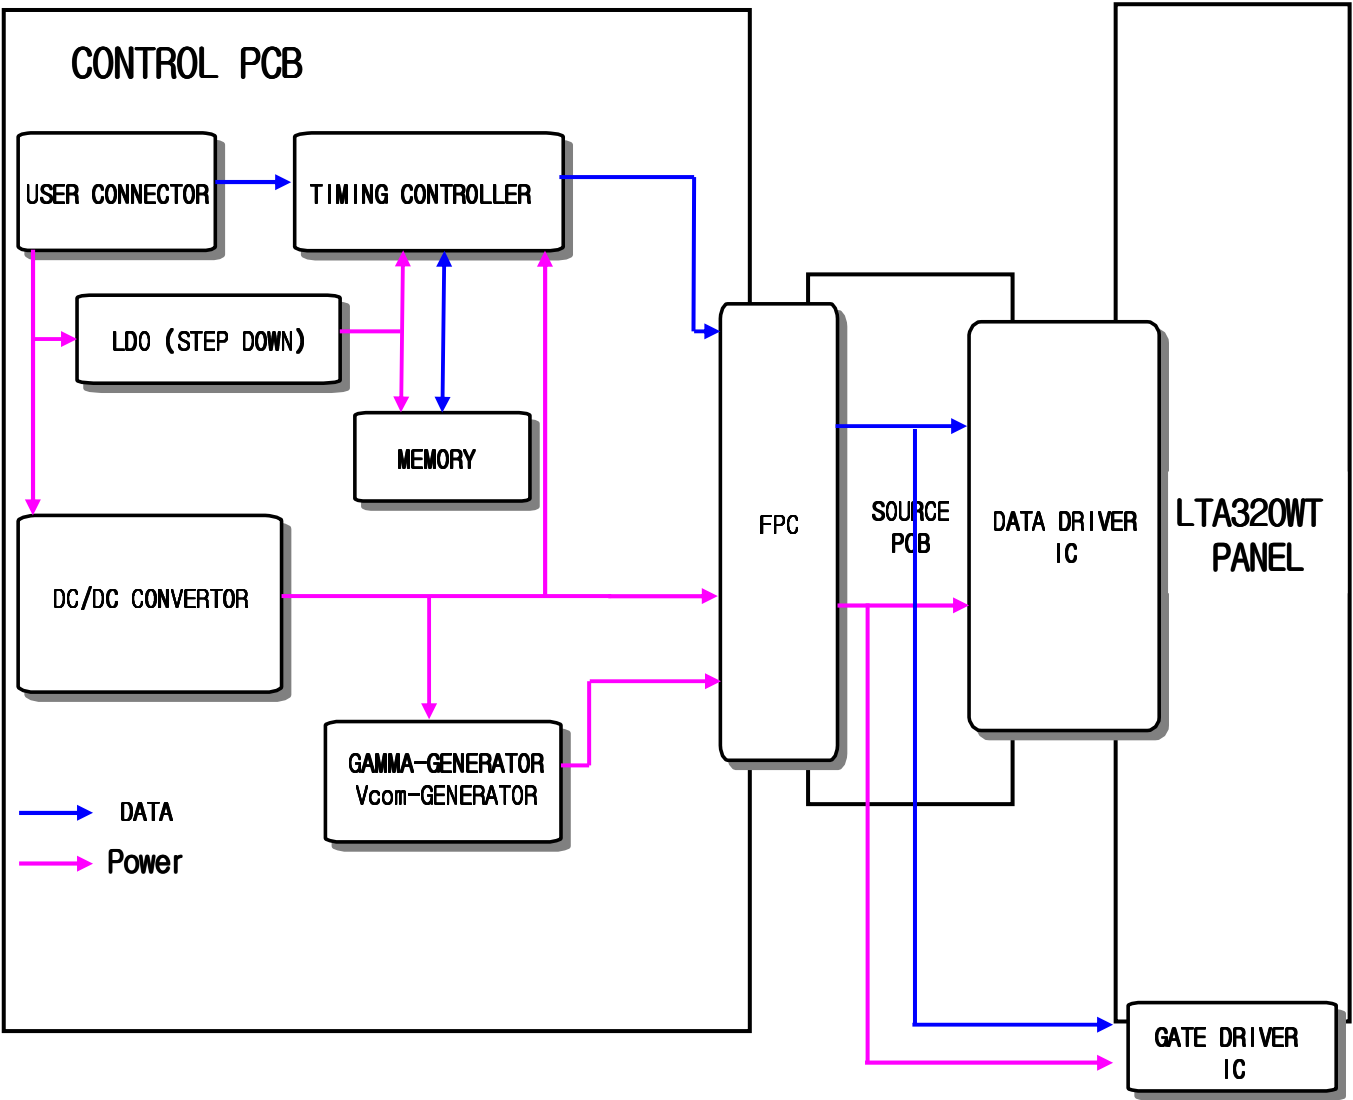 CONTROL PCB
USER CONNECTOR
TIMING CONTROLLER
LDO (STEP DOWN)
MEMORY
DC/DC CONVERTOR
GAMMA-GENERATOR
Vcom-GENERATOR
DATA
Power
FPC
SOURCE
PCB
DATA DRIVER
IC
LTA320WT
PANEL
GATE DRIVER
IC